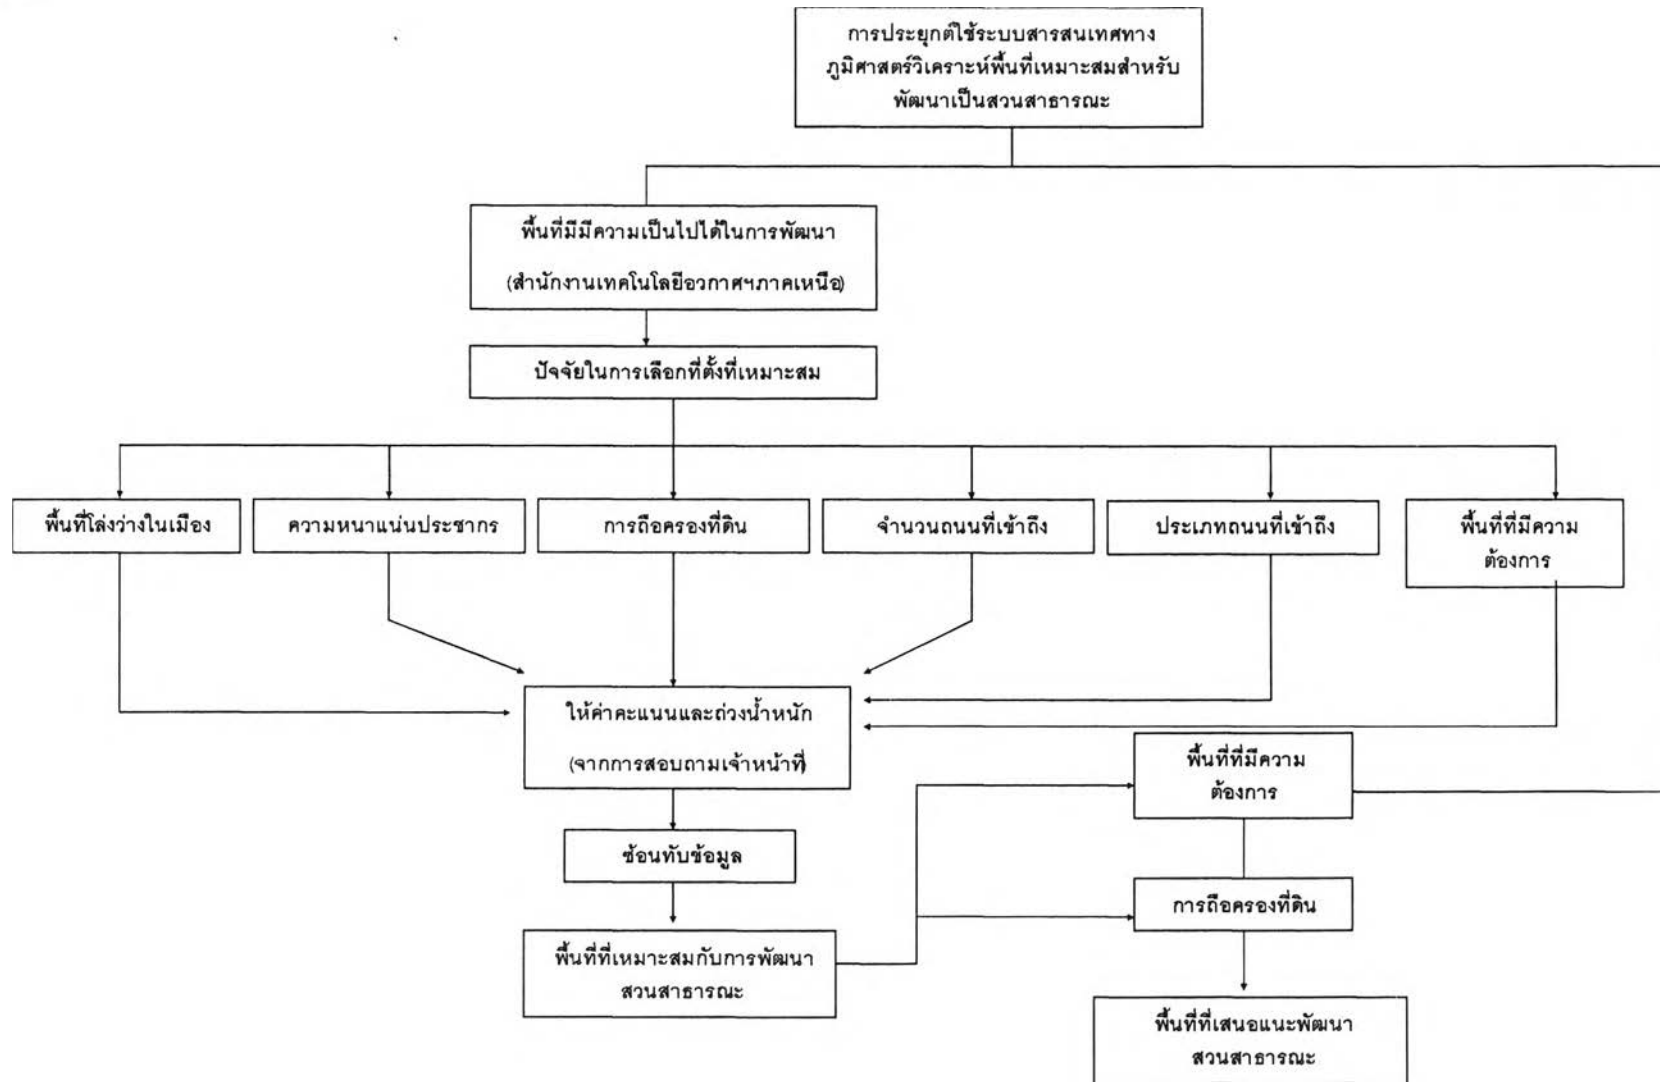 การประยุกต์ใช้ระบบสารสนเทศทาง
ภูมิศาสตร์วิเคราะห์พื้นที่เหมาะสมสำหรับ
พัฒนาเป็นสวนสาธารณะ
พื้นที่มีมีความเป็นไปได้ในการพัฒนา
(สำนักงานเทคโนโลยีอวกาศฯภาคเหนือ)
ปัจจัยในการเลือกที่ตั้งที่เหมาะสม
พื้นที่โล่งว่างในเมือง
ความหนาแน่นประชากร
การถือครองที่ดิน
จำนวนถนนที่เข้าถึง
ประเภทถนนที่เข้าถึง
พื้นที่ที่มีความ
ต้องการ
ให้ค่าคะแนนและถ่วงน้ำหนัก
(จากการสอบถามเจ้าหน้าที่)
พื้นที่ที่มีความ
ต้องการ
ซ้อนทับข้อมูล
การถือครองที่ดิน
พื้นที่ที่เหมาะสมกับการพัฒนา
สวนสาธารณะ
พื้นที่ที่เสนอแนะพัฒนา
สวนสาธารณะ